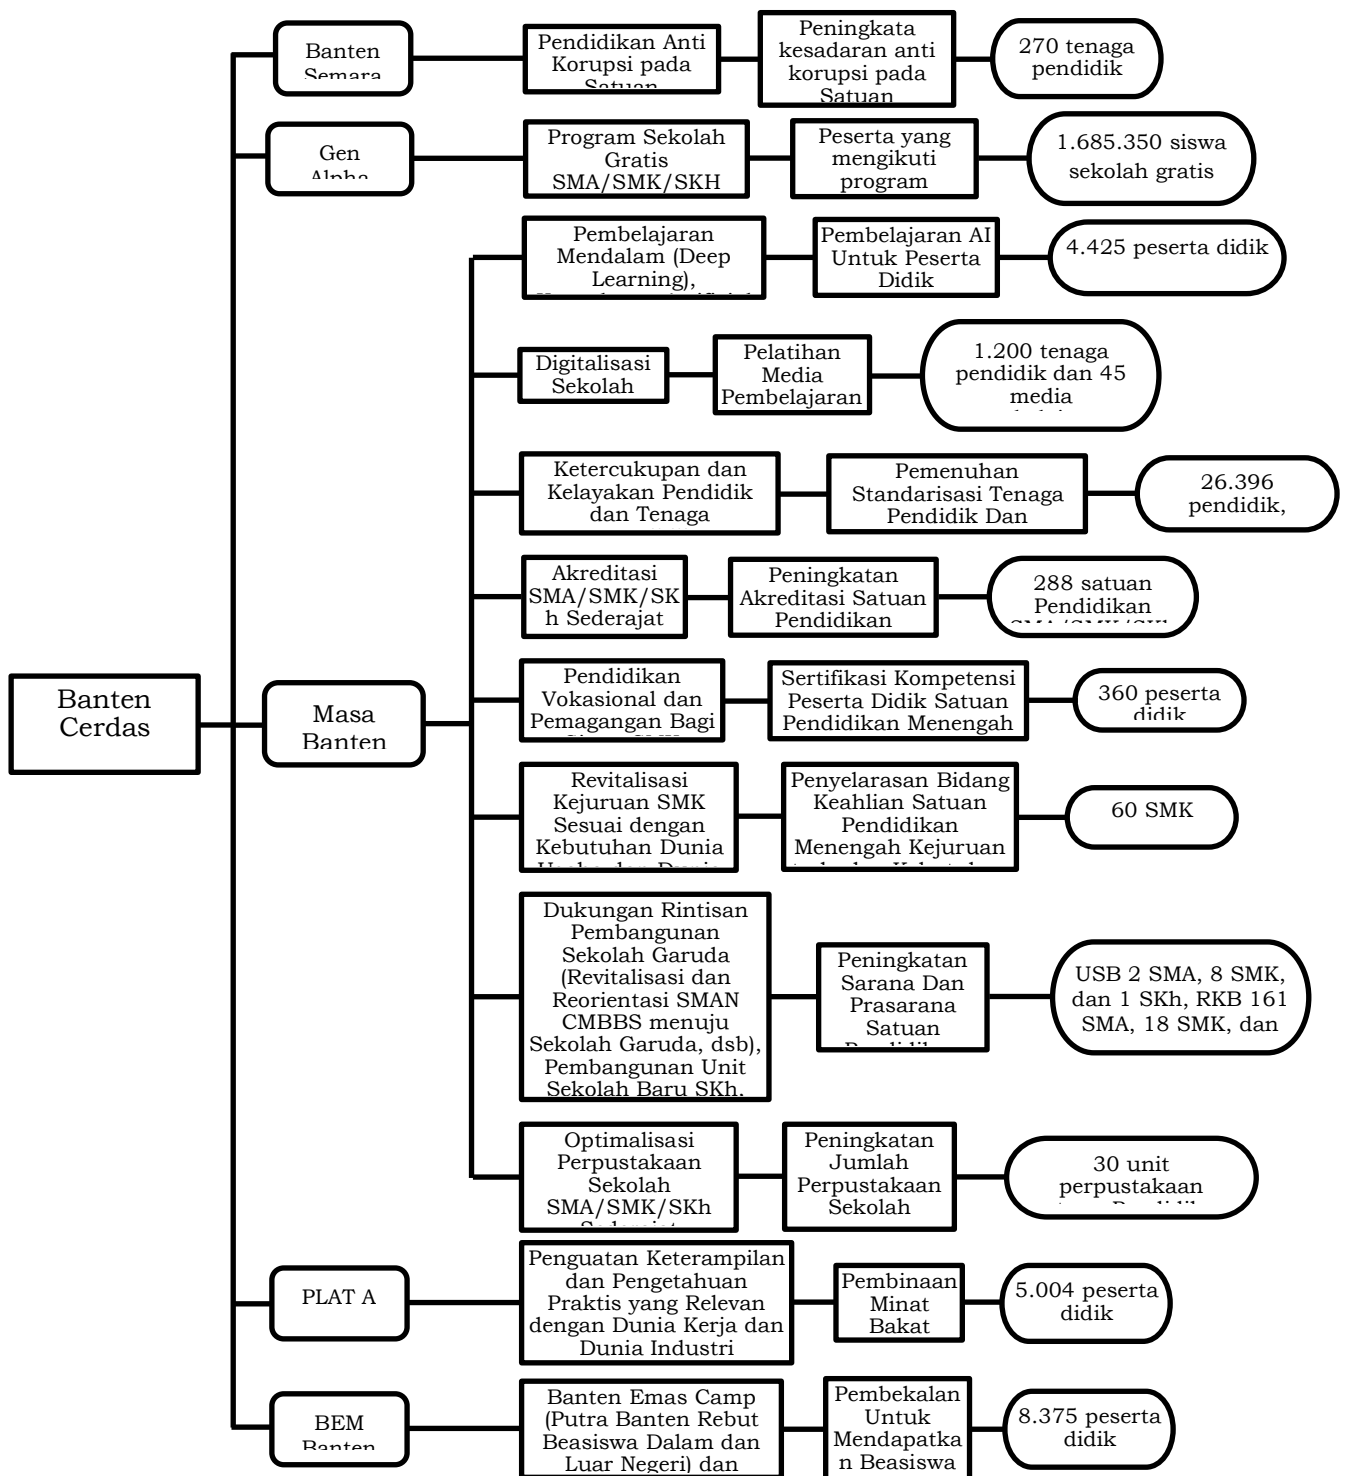 Banten
Semara
Pendidikan Anti
Korupsi pada
Satuan
Peningkata
kesadaran anti
korupsi pada
Satuan
270 tenaga
pendidik
Gen
Alpha
Program Sekolah
Gratis
SMA/SMK/SKH
Peserta yang
mengikuti
program
1.685.350 siswa
sekolah gratis
Pembelajaran
Mendalam (Deep
Learning),
Pembelajaran AI
Untuk Peserta
Didik
4.425 peserta didik
Digitalisasi
Sekolah
Pelatihan
Media
Pembelajaran
1.200 tenaga
pendidik dan 45
media
Ketercukupan dan
Kelayakan Pendidik
dan Tenaga
Pemenuhan
Standarisasi Tenaga
Pendidik Dan
26.396
pendidik,
Akreditasi
SMA/SMK/SK
h Sederajat
Peningkatan
Akreditasi Satuan
Pendidikan
288 satuan
Pendidikan
SMA/SMK/SKh
Banten
Cerdas
Masa
Banten
Pendidikan
Vokasional dan
Pemagangan Bagi
Sertifikasi Kompetensi
Peserta Didik Satuan
Pendidikan Menengah
360 peserta
didik
Revitalisasi
Kejuruan SMK
Sesuai dengan
Kebutuhan Dunia
Usaha dan Dunia
Penyelarasan Bidang
Keahlian Satuan
Pendidikan
Menengah Kejuruan
60 SMK
Dukungan Rintisan
Pembangunan
Sekolah Garuda
(Revitalisasi dan
Reorientasi SMAN
CMBBS menuju
Sekolah Garuda, dsb),
Pembangunan Unit
Sekolah Baru SKh,
Peningkatan
Sarana Dan
Prasarana
Satuan
USB 2 SMA, 8 SMK,
dan 1 SKh, RKB 161
SMA, 18 SMK, dan
Optimalisasi
Perpustakaan
Sekolah
SMA/SMK/SKh
Sederajat
Peningkatan
Jumlah
Perpustakaan
Sekolah
30 unit
perpustakaan
PLAT A
Penguatan Keterampilan
dan Pengetahuan
Praktis yang Relevan
dengan Dunia Kerja dan
Dunia Industri
Pembinaan
Minat
Bakat
5.004 peserta
didik
BEM
Banten
Banten Emas Camp
(Putra Banten Rebut
Beasiswa Dalam dan
Luar Negeri) dan
Pembekalan
Untuk
Mendapatka
n Beasiswa
8.375 peserta
didik